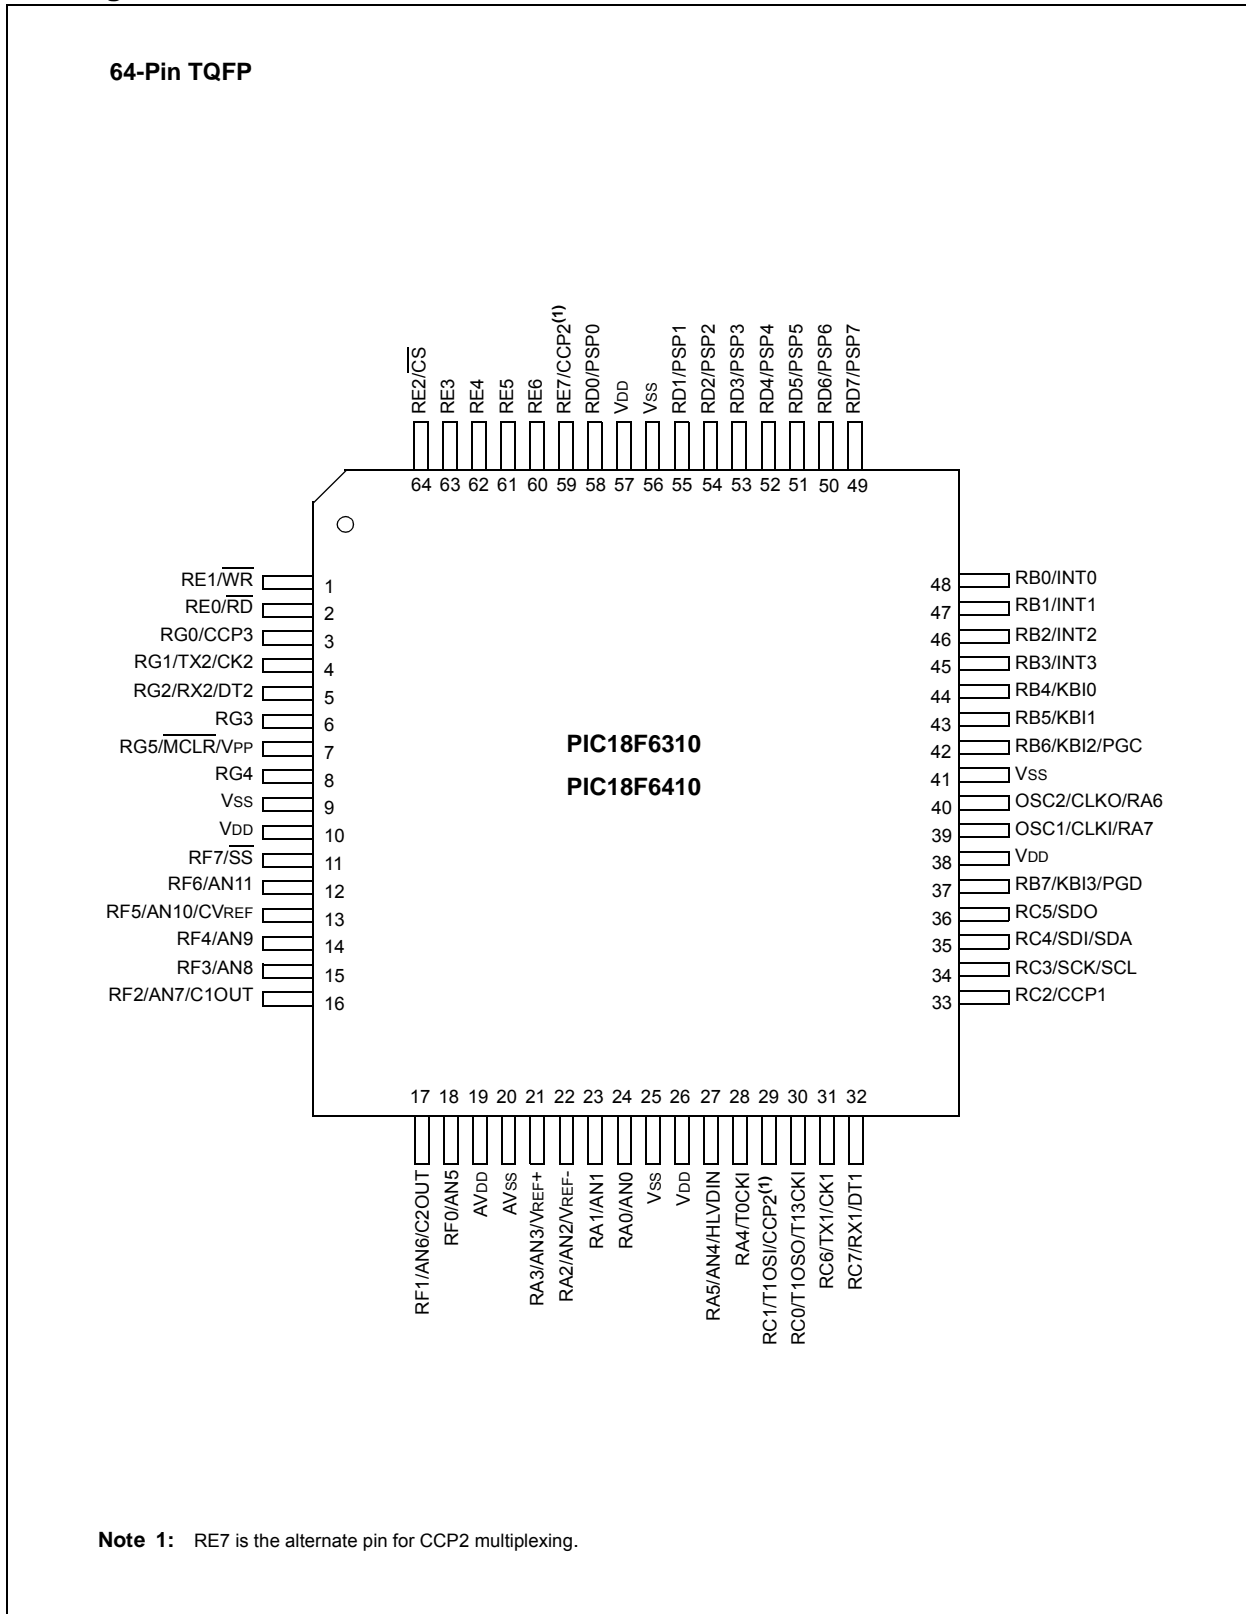 64-Pin TQFP
RE2/CS
RE3
RE4
RE5
RE6
RE7/CCP2(1)
RD0/PSP0
VDD
VSS
RD1/PSP1
RD2/PSP2
RD3/PSP3
RD4/PSP4
RD5/PSP5
RD6/PSP6
RD7/PSP7
64 63 62 61 60 59 58 57 56 55 54 53 52 51 50 49
RE1/WR 1
RE0/RD 2
RG0/CCP3 3
RG1/TX2/CK2 4
RG2/RX2/DT2 5
RG3 6
RG5/MCLR/VPP 7
RG4 8
VSS 9
VDD 10
RF7/SS 11
RF6/AN11 12
RF5/AN10/CVREF 13
RF4/AN9 14
RF3/AN8 15
RF2/AN7/C1OUT 16
PIC18F6310
PIC18F6410
48 RB0/INT0
47 RB1/INT1
46 RB2/INT2
45 RB3/INT3
44 RB4/KBI0
43 RB5/KBI1
42 RB6/KBI2/PGC
41 VSS
40 OSC2/CLKO/RA6
39 OSC1/CLKI/RA7
38 VDD
37 RB7/KBI3/PGD
36 RC5/SDO
35 RC4/SDI/SDA
34 RC3/SCK/SCL
33 RC2/CCP1
17 18 19 20 21 22 23 24 25 26 27 28 29 30 31 32
RF1/AN6/C2OUT
RF0/AN5
AVDD
AVSS
RA3/AN3/VREF+
RA2/AN2/VREF-
RA1/AN1
RA0/AN0
VSS
VDD
RA5/AN4/HLVDIN
RA4/T0CKI
RC1/T1OSI/CCP2(1)
RC0/T1OSO/T13CKI
RC6/TX1/CK1
RC7/RX1/DT1
Note 1: RE7 is the alternate pin for CCP2 multiplexing.